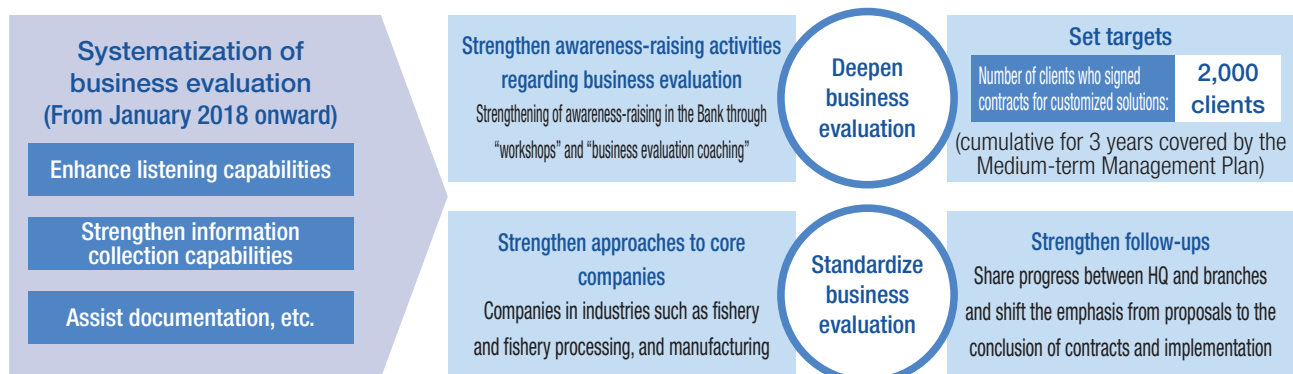 Systematization of
business evaluation
(From January 2018 onward)
Enhance listening capabilities
Strengthen information
collection capabilities
Assist documentation, etc.
Strengthen awareness-raising activities
regarding business evaluation
Strengthening of awareness-raising in the Bank through
“workshops” and “business evaluation coaching”
Deepen
business
evaluation
Set targets
Number of clients who signed
contracts for customized solutions:
2,000
clients
(cumulative for 3 years covered by the
Medium-term Management Plan)
Strengthen approaches to core
companies
Companies in industries such as fishery
and fishery processing, and manufacturing
Standardize
business
evaluation
Strengthen follow-ups
Share progress between HQ and branches
and shift the emphasis from proposals to the
conclusion of contracts and implementation